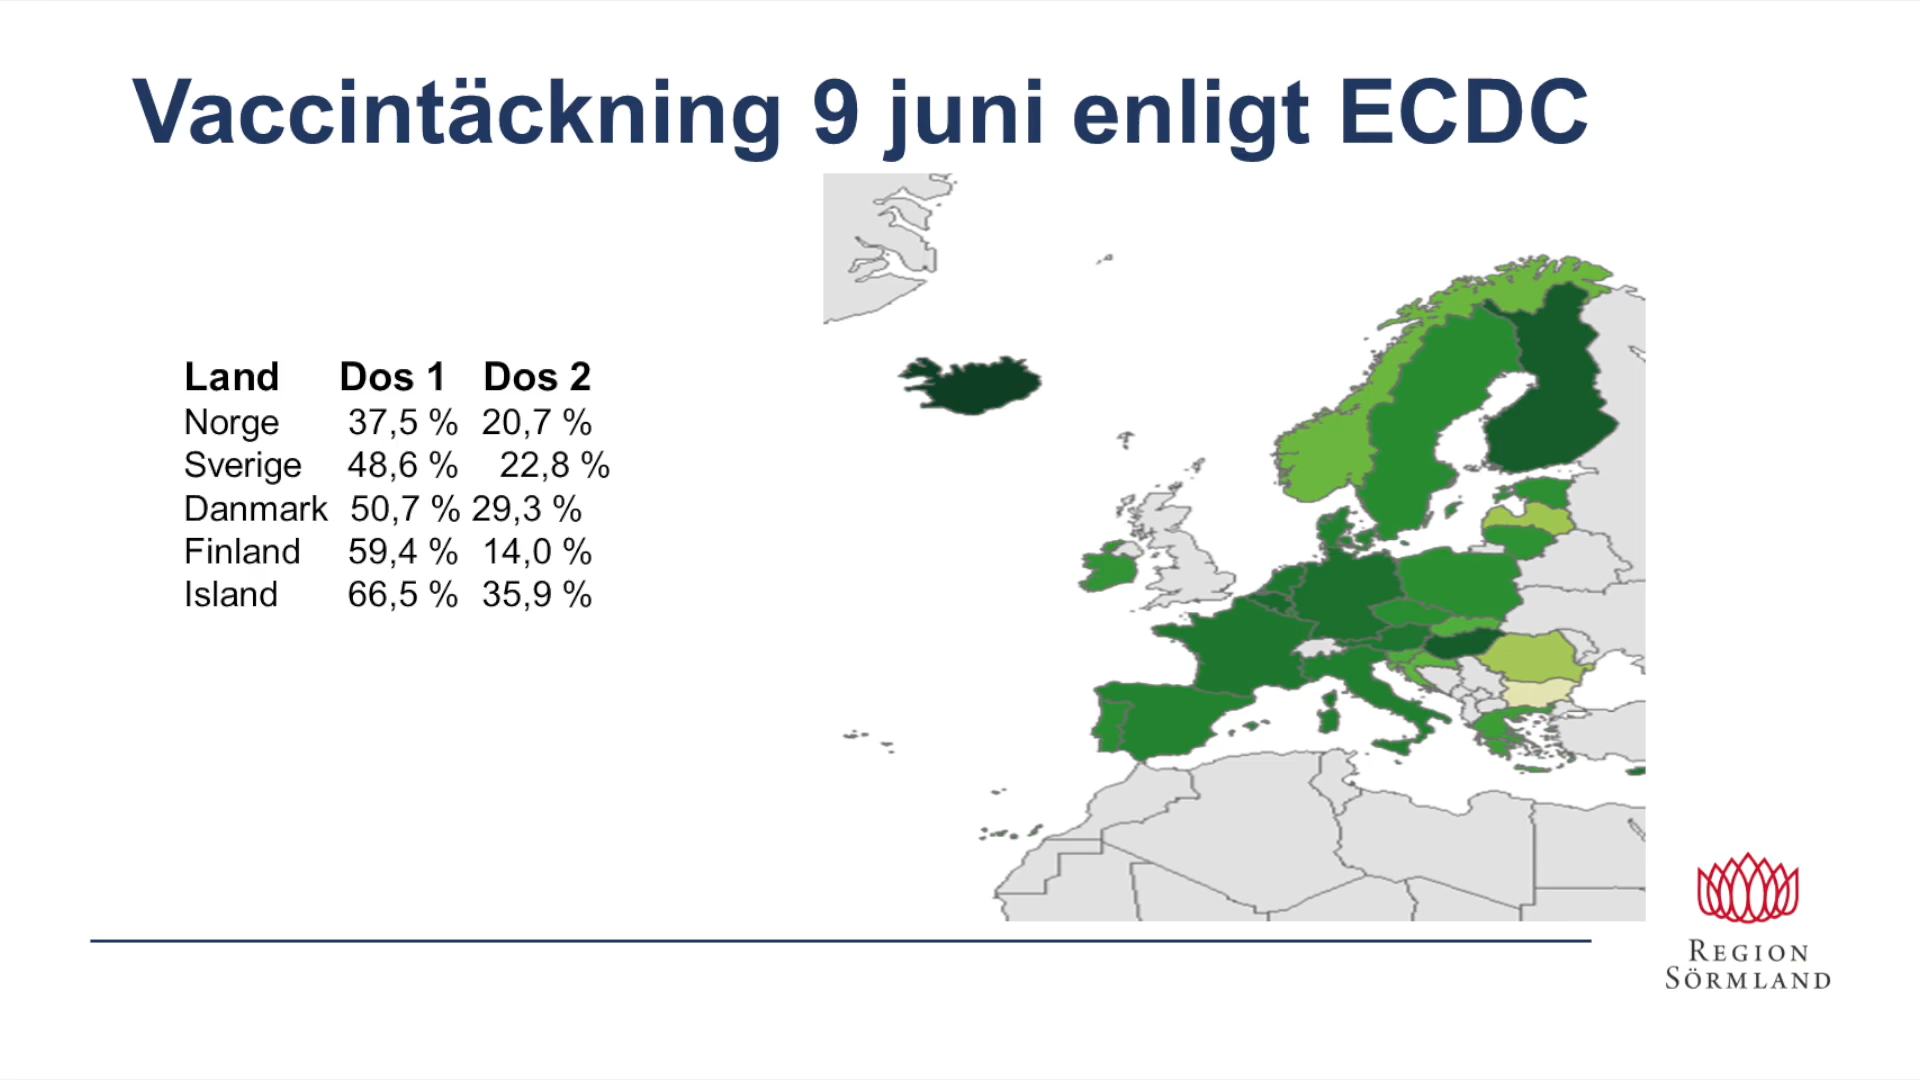 Vaccintäckning 9 juni enligt ECDC
Land Dos 1 Dos 2
Norge 37,5 % 20,7 %
Sverige 48,6 % 22,8 %
Danmark 50,7 % 29,3 %
Finland 59,4 % 14,0 %
Island 66,5 % 35,9 %
REGION
SÖRMLAND